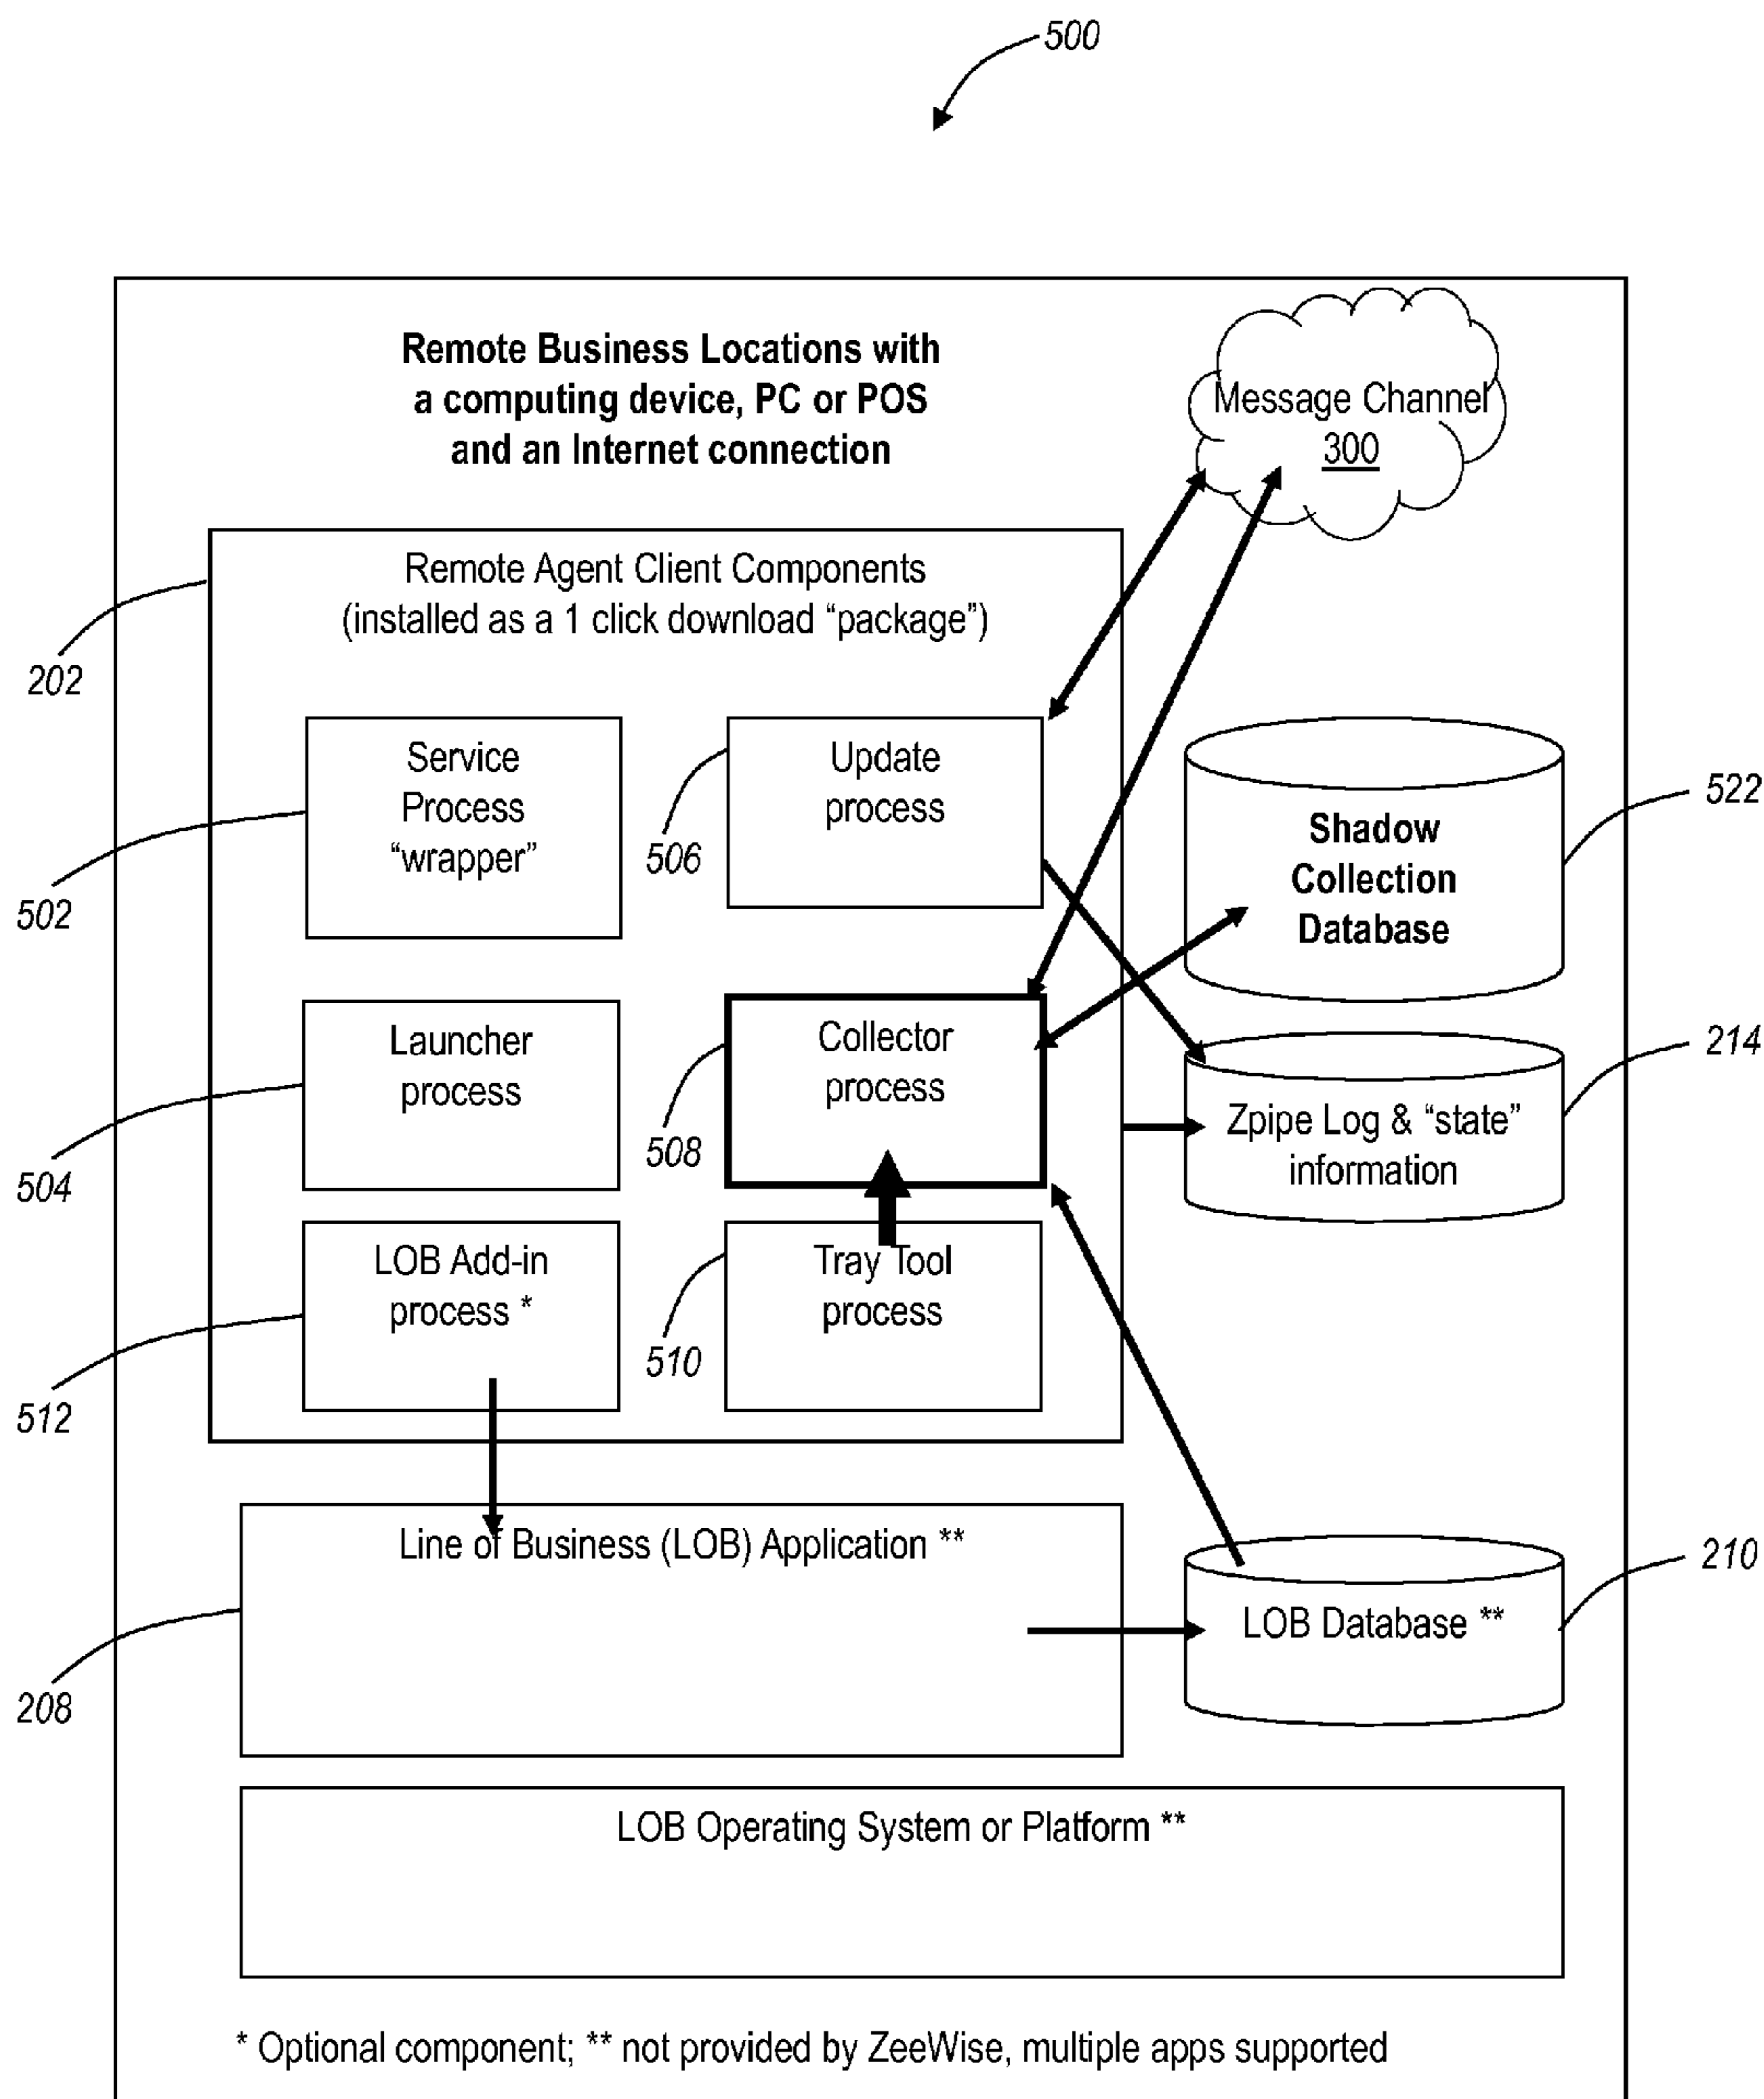 500
Remote Business Locations with
a computing device, PC or POS
and an Internet connection
Message Channel
300
Remote Agent Client Components
(installed as a 1 click download “package”)
202
Service
Process
“wrapper”
502
Update
process
506
Shadow
Collection
Database
522
Launcher
process
504
Collector
process
508
Zpipe Log & “state”
information
214
LOB Add-in
process *
512
Tray Tool
process
510
Line of Business (LOB) Application **
208
LOB Database **
210
LOB Operating System or Platform **
* Optional component; ** not provided by ZeeWise, multiple apps supported